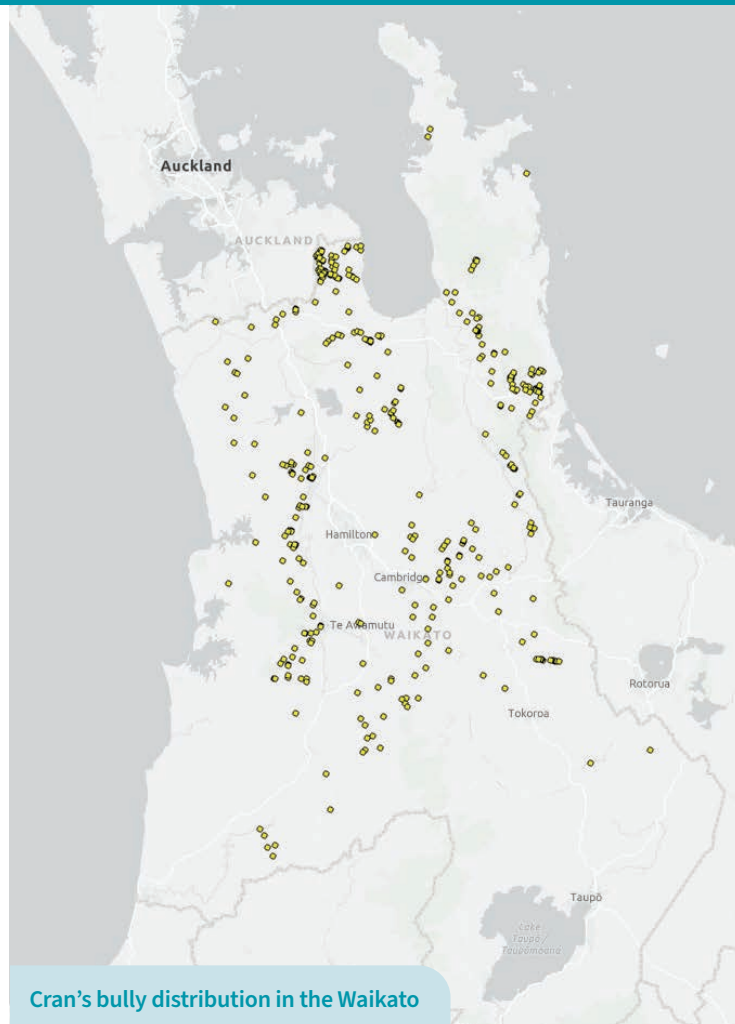 Auckland
AUCKLAND
Tauranga
Hamilton
Cambridge
Te Awamutu
WAIKATO
Rotorua
Tokoroa
Taupō
Lake
Taupō /
Taupōmoana
Cran's bully distribution in the Waikato